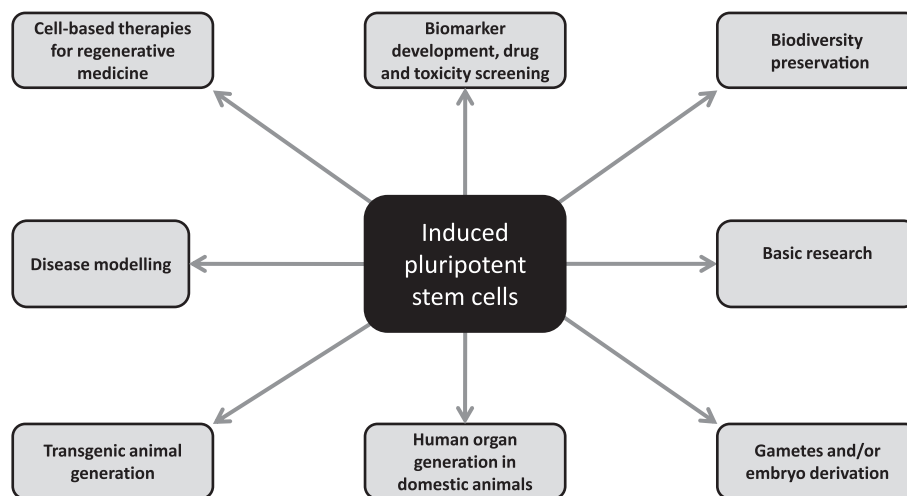 Cell-based therapies
for regenerative
medicine
Biomarker
development, drug
and toxicity screening
Biodiversity
preservation
Disease modelling
Induced
pluripotent
stem cells
Basic research
Transgenic animal
generation
Human organ
generation in
domestic animals
Gametes and/or
embryo derivation